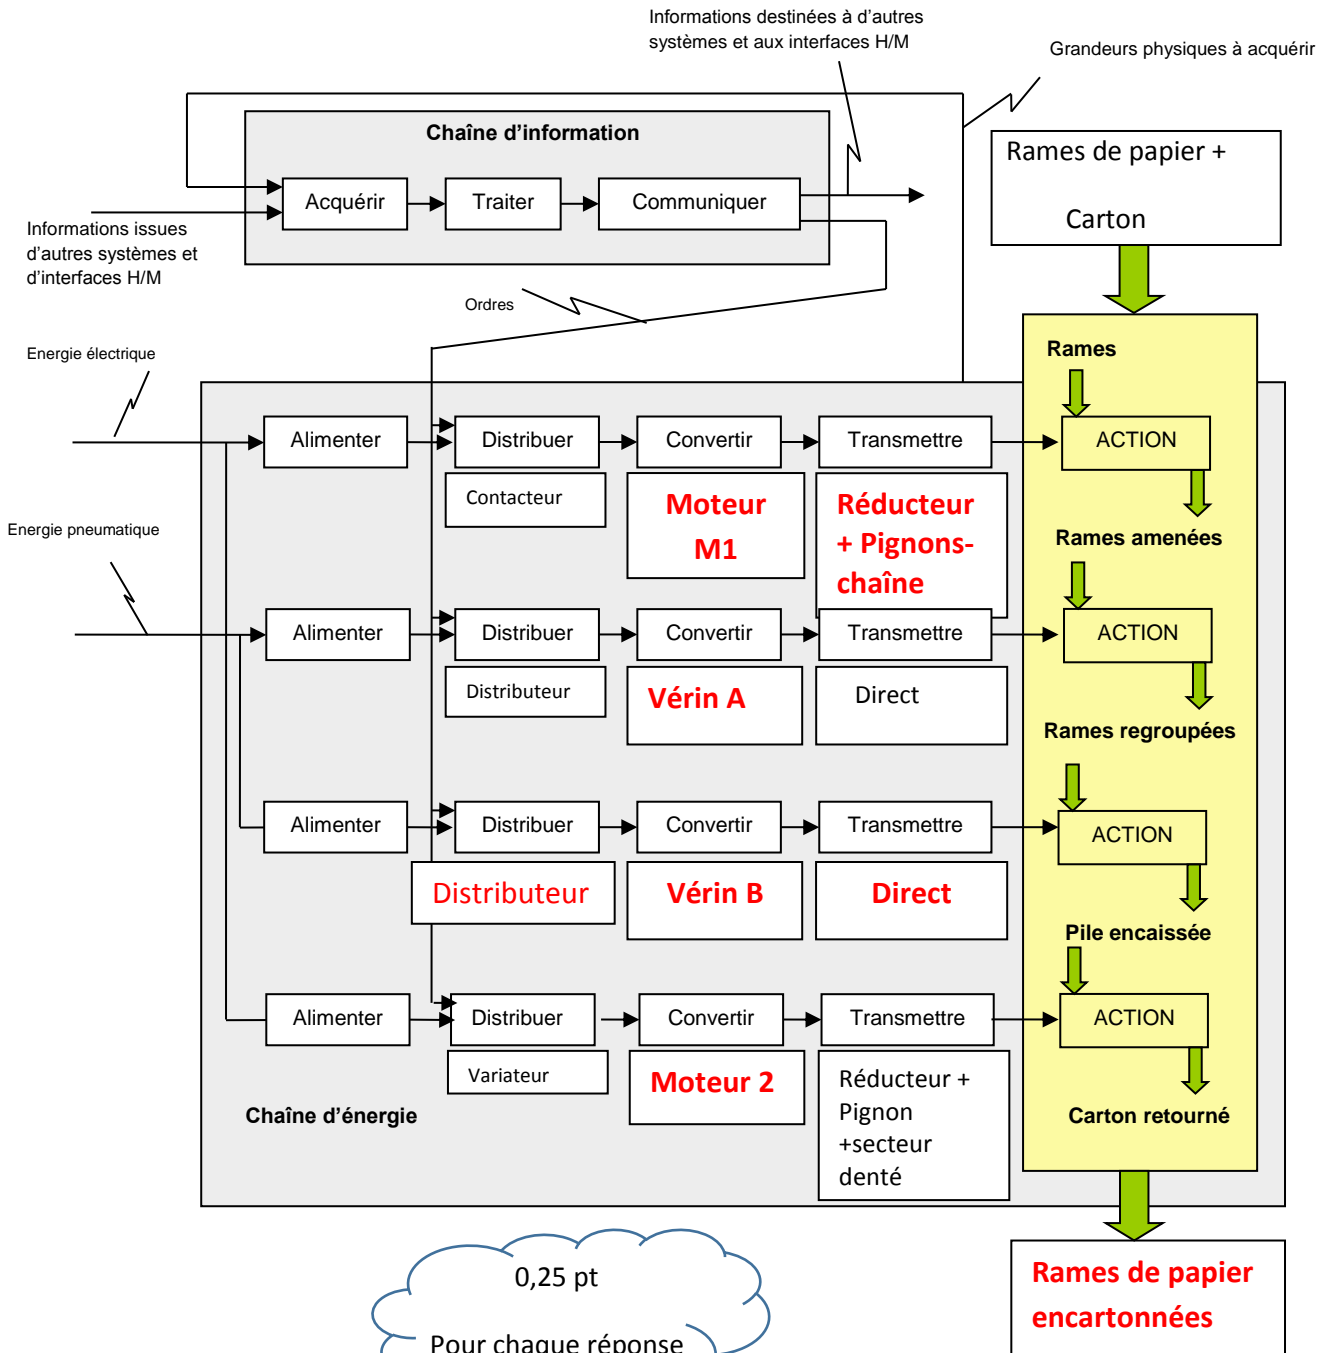 Informations destinées à d'autres
systèmes et aux interfaces H/M
Grandeurs physiques à acquérir
Chaîne d'information
Rames de papier +
Carton
Acquérir
Traiter
Communiquer
Informations issues
d'autres systèmes et
d'interfaces H/M
Ordres
Energie électrique
Rames
Alimenter
Distribuer
Convertir
Transmettre
ACTION
Contacteur
Moteur
M1
Réducteur
+ Pignons-
chaîne
Energie pneumatique
Rames amenées
Alimenter
Distribuer
Convertir
Transmettre
ACTION
Distributeur
Vérin A
Direct
Rames regroupées
Alimenter
Distribuer
Convertir
Transmettre
ACTION
Distributeur
Vérin B
Direct
Pile encaissée
Alimenter
Distribuer
Convertir
Transmettre
ACTION
Variateur
Moteur 2
Réducteur +
Pignon
+secteur
denté
Chaîne d'énergie
Carton retourné
0,25 pt
Pour chaque réponse
Rames de papier
encartonnées